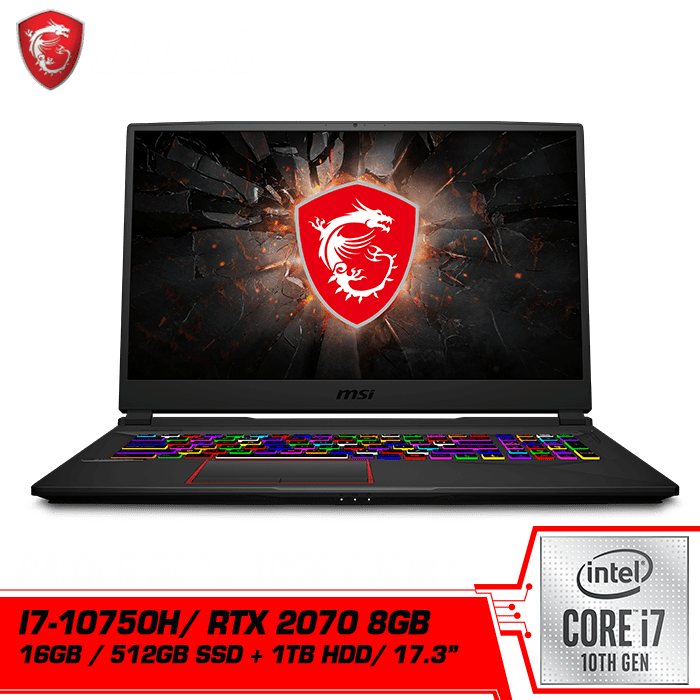 msi
I7-10750H/ RTX 2070 8GB
16GB / 512GB SSD + 1TB HDD/ 17.3”
intel
CORE i7
10TH GEN